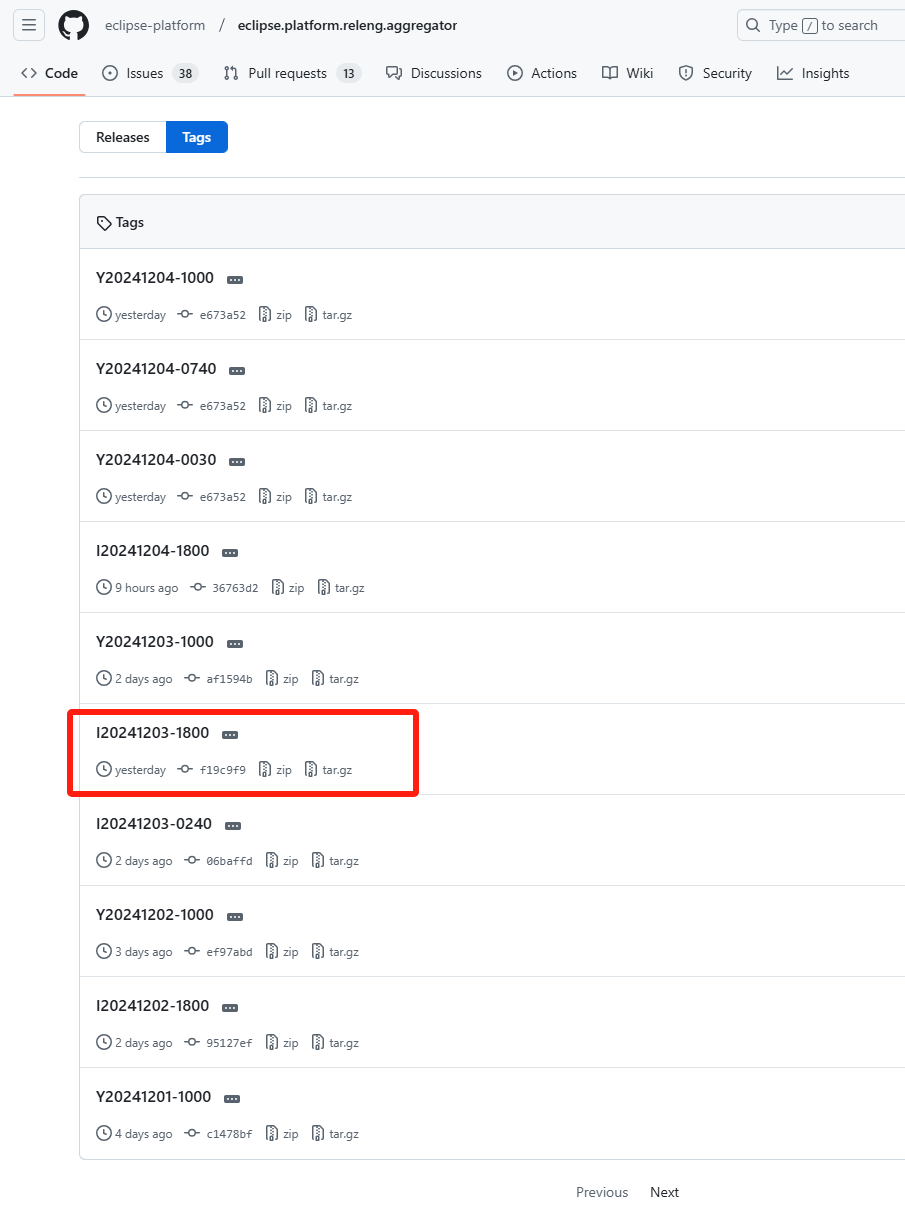 eclipse-platform / eclipse.platform.releng.aggregator Type / to search
Code Issues 38 Pull requests 13 Discussions Actions Wiki Security Insights
Releases Tags
Tags
Y20241204-1000
yesterday e673a52 zip tar.gz
Y20241204-0740
yesterday e673a52 zip tar.gz
Y20241204-0030
yesterday e673a52 zip tar.gz
I20241204-1800
9 hours ago 36763d2 zip tar.gz
Y20241203-1000
2 days ago af1594b zip tar.gz
I20241203-1800
yesterday f19c9f9 zip tar.gz
I20241203-0240
2 days ago 06baffd zip tar.gz
Y20241202-1000
3 days ago ef97abd zip tar.gz
I20241202-1800
2 days ago 95127ef zip tar.gz
Y20241201-1000
4 days ago c1478bf zip tar.gz
Previous Next